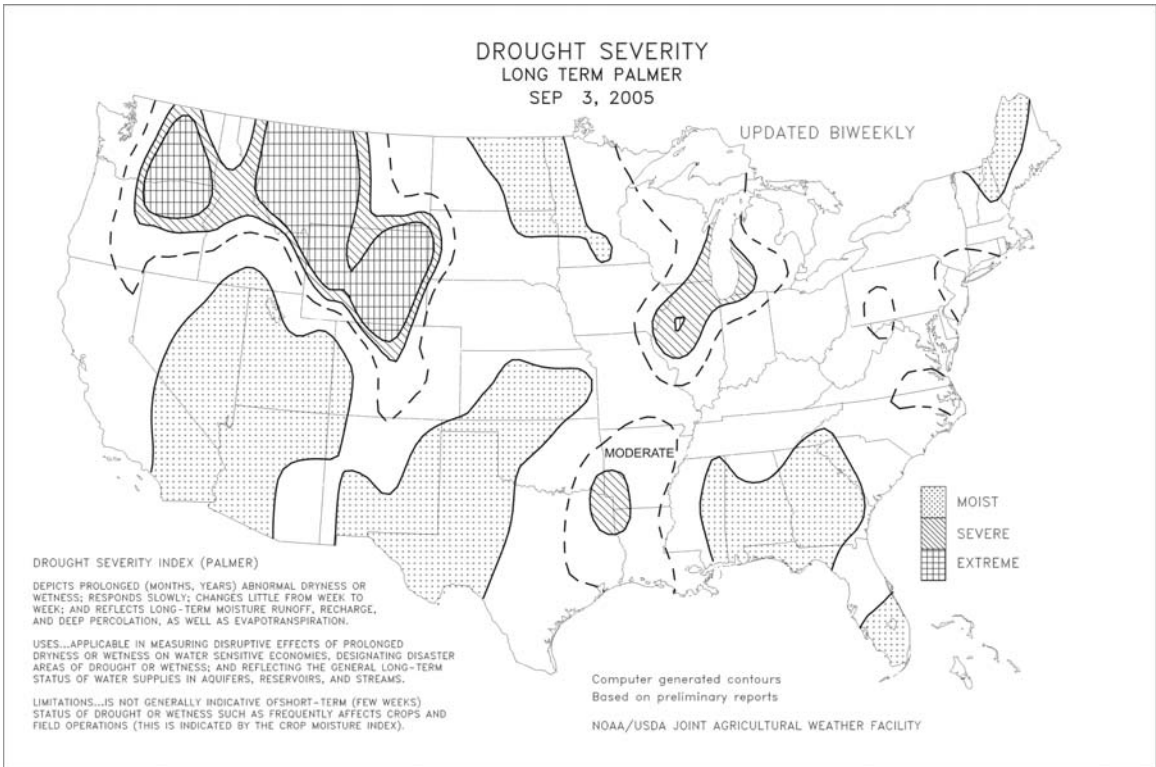 DROUGHT SEVERITY
LONG TERM PALMER
SEP 3, 2005
UPDATED BIWEEKLY
MODERATE
MOIST
SEVERE
EXTREME
DROUGHT SEVERITY INDEX (PALMER)
DEPICTS PROLONGED (MONTHS, YEARS) ABNORMAL DRYNESS OR
WETNESS; RESPONDS SLOWLY; CHANGES LITTLE FROM WEEK TO
WEEK; AND REFLECTS LONG-TERM MOISTURE RUNOFF, RECHARGE,
AND DEEP PERCOLATION, AS WELL AS EVAPOTRANSPIRATION.
USES...APPLICABLE IN MEASURING DISRUPTIVE EFFECTS OF PROLONGED
DRYNESS OR WETNESS ON WATER SENSITIVE ECONOMIES, DESIGNATING DISASTER
AREAS OF DROUGHT OR WETNESS; AND REFLECTING THE GENERAL LONG-TERM
STATUS OF WATER SUPPLIES IN AQUIFERS, RESERVOIRS, AND STREAMS.
LIMITATIONS...IS NOT GENERALLY INDICATIVE OFSHORT-TERM (FEW WEEKS)
STATUS OF DROUGHT OR WETNESS SUCH AS FREQUENTLY AFFECTS CROPS AND
FIELD OPERATIONS (THIS IS INDICATED BY THE CROP MOISTURE INDEX).
Computer generated contours
Based on preliminary reports
NOAA/USDA JOINT AGRICULTURAL WEATHER FACILITY